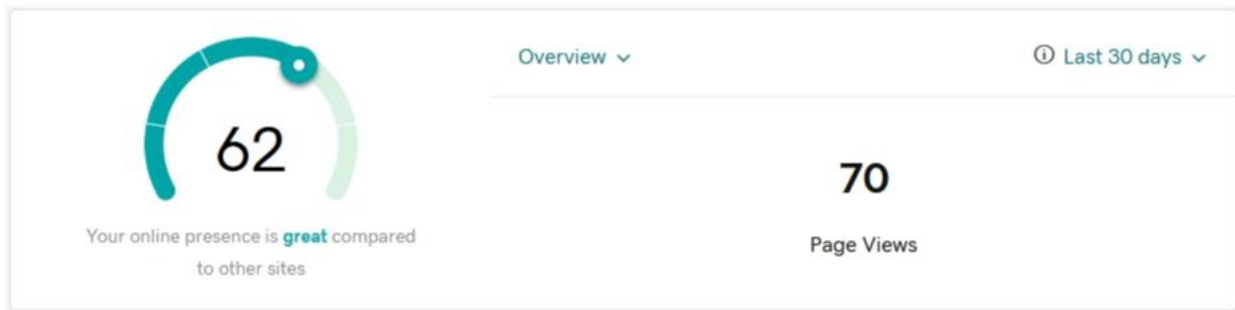 Overview
Last 30 days
62
Your online presence is great compared
to other sites
70
Page Views